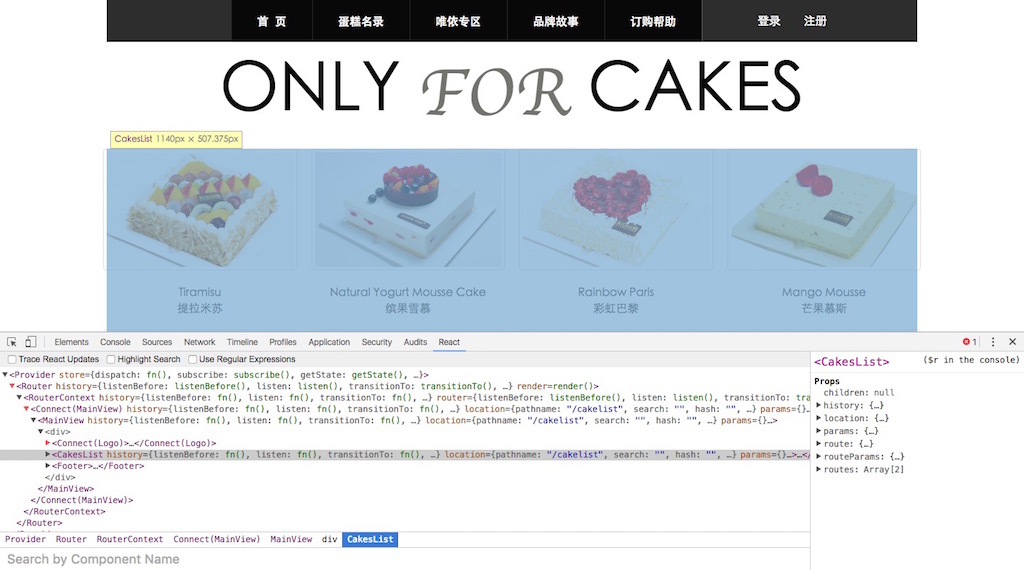 首 页 蛋糕名录 唯依专区 品牌故事 订购帮助 登录 注册
ONLY FOR CAKES
CakesList 1140px × 507.375px
Tiramisu Natural Yogurt Mousse Cake Rainbow Paris Mango Mousse
提拉米苏 缤果雪慕 彩虹巴黎 芒果慕斯
Elements Console Sources Network Timeline Profiles Application Security Audits React 1
Trace React Updates Highlight Search Use Regular Expressions
<Provider store={dispatch: fn(), subscribe: subscribe(), getState: getState(), …}>
<Router history={listenBefore: listenBefore(), listen: listen(), transitionTo: transitionTo(), …} render=render()>
<RouterContext history={listenBefore: fn(), listen: fn(), transitionTo: fn(), …} router={listenBefore: listenBefore(), listen: listen(), transitionTo: tra
<Connect(MainView) history={listenBefore: fn(), listen: fn(), transitionTo: fn(), …} location={pathname: "/cakelist", search: "", hash: "", …} params={}…
<MainView history={listenBefore: fn(), listen: fn(), transitionTo: fn(), …} location={pathname: "/cakelist", search: "", hash: "", …} params={}…>
<div>
<Connect(Logo)>…</Connect(Logo)>
<CakesList history={listenBefore: fn(), listen: fn(), transitionTo: fn(), …} location={pathname: "/cakelist", search: "", hash: "", …} params={}…>…</
<Footer>…</Footer>
</div>
</MainView>
</Connect(MainView)>
</RouterContext>
</Router>
Provider Router RouterContext Connect(MainView) MainView div CakesList
Search by Component Name
<CakesList> ($r in the console)
Props
children: null
history: {…}
location: {…}
params: {…}
route: {…}
routeParams: {…}
routes: Array[2]